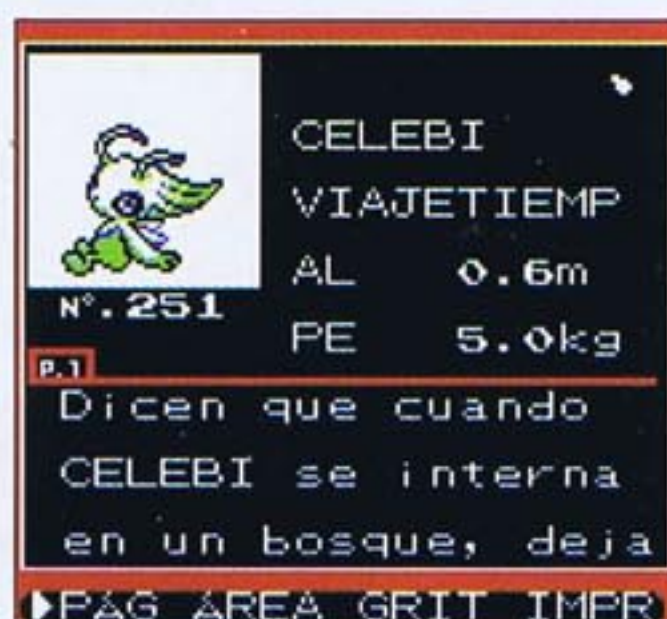 CELEBI
VIAJETIEMP
AL 0.6m
Nº.251
PE 5.0kg
P.1
Dicen que cuando
CELEBI se interna
en un bosque, deja
PÁG ÁREA GRIT IMPR